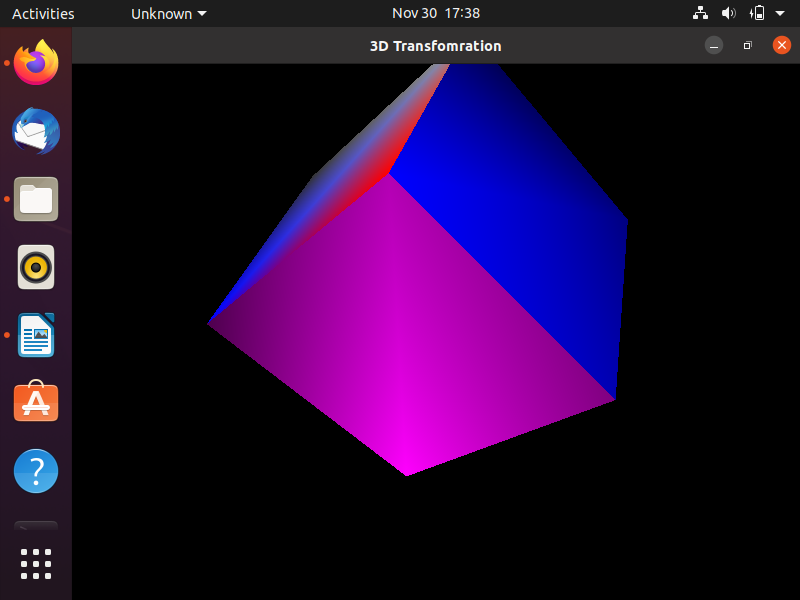 Activities
Unknown
Nov 30 17:38
3D Transfomration
?